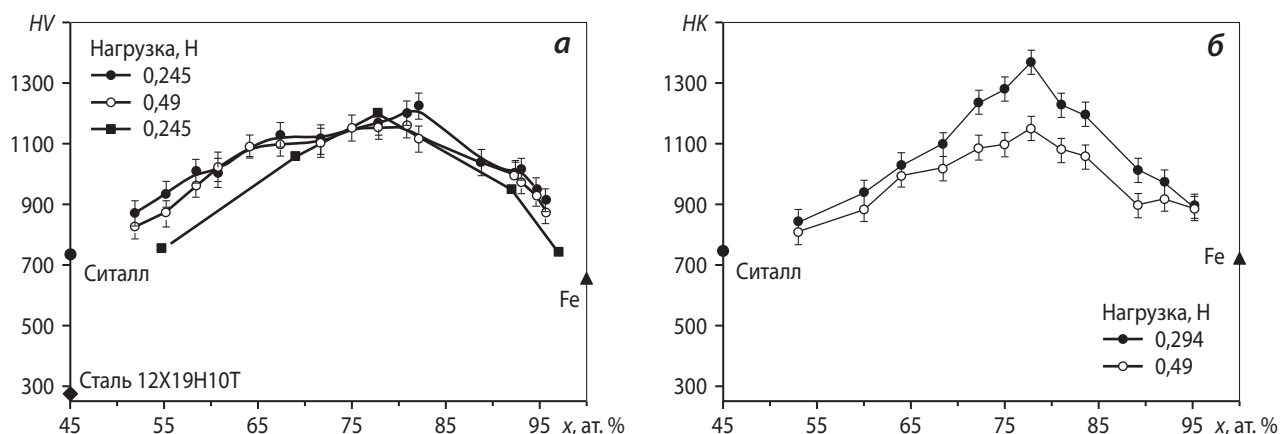 HV
а
Нагрузка, Н
0,245
0,49
0,245
1300
1100
900
700
500
300
Ситалл
Fe
Сталь 12Х19Н10Т
45 55 65 75 85 95 x, ат. %
HK
б
1300
1100
900
700
500
300
Ситалл
Fe
Нагрузка, Н
0,294
0,49
45 55 65 75 85 95 x, ат. %